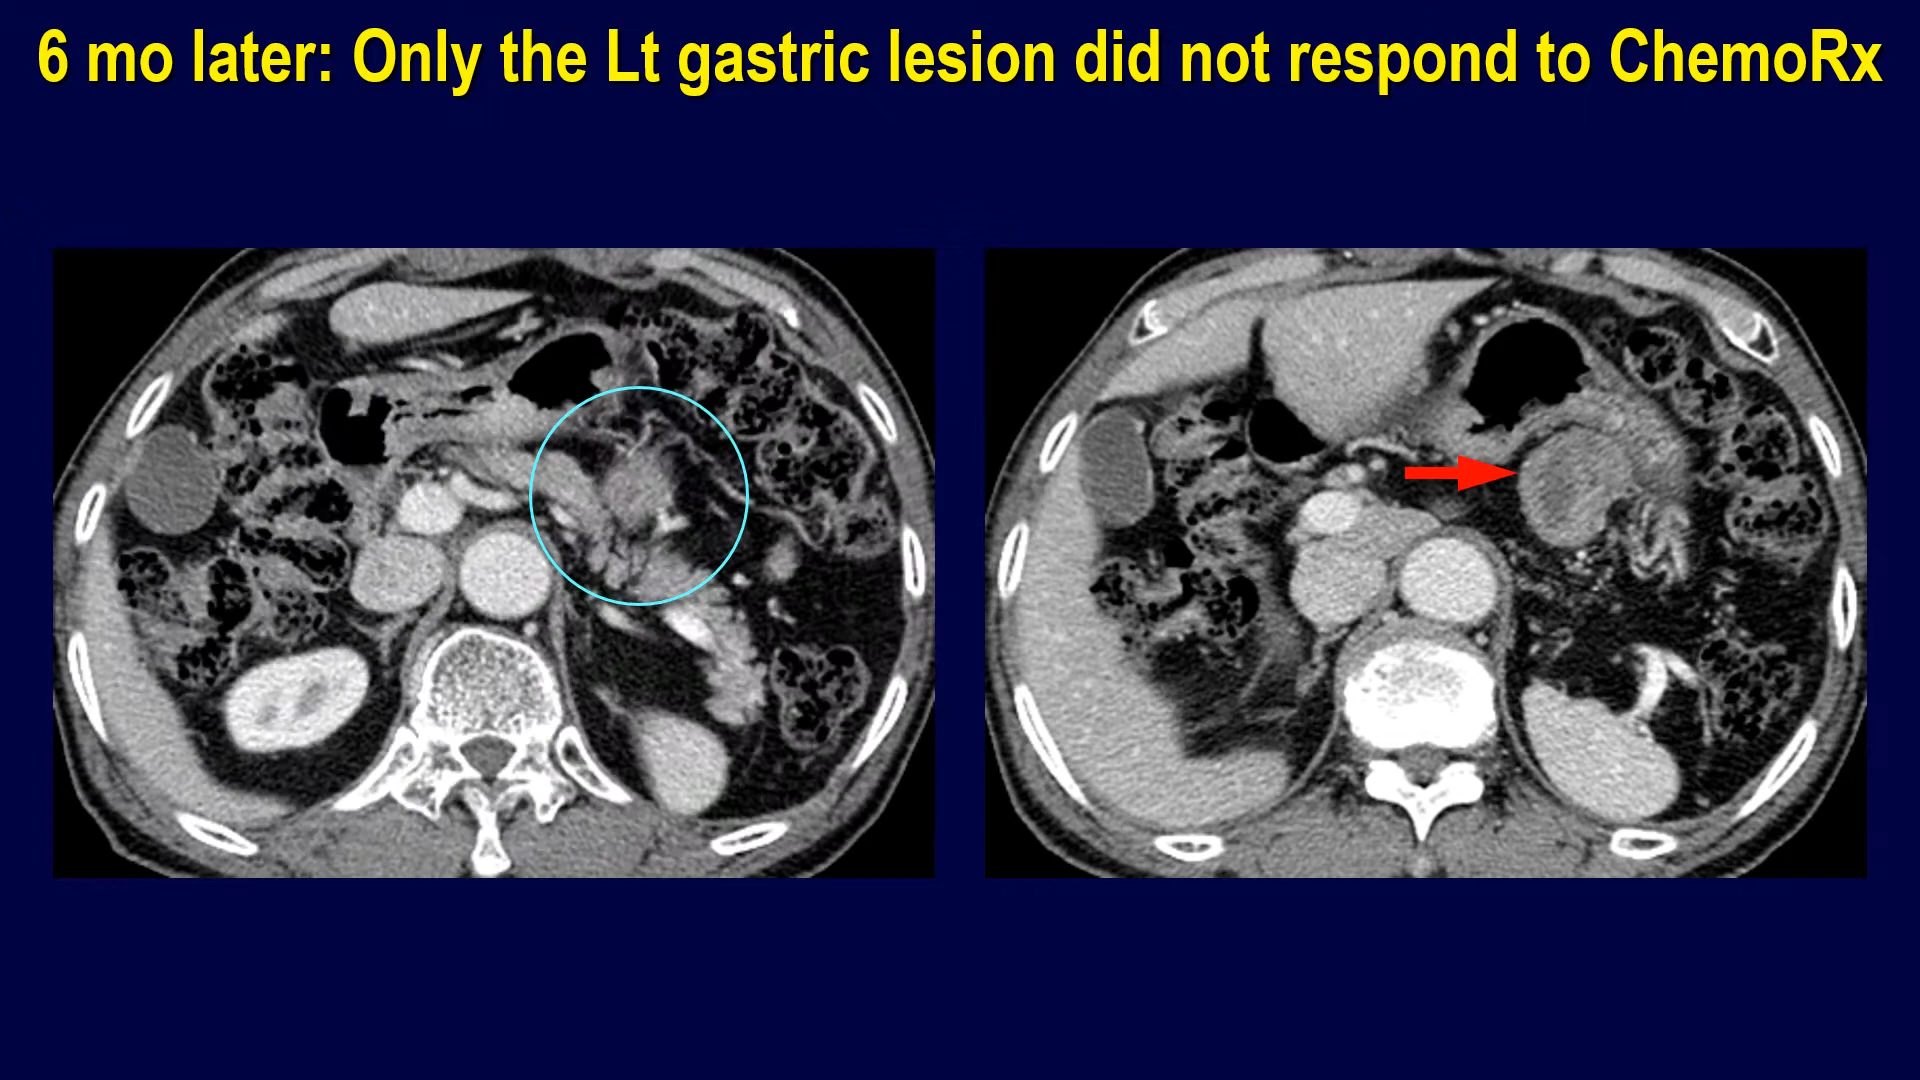 6 mo later: Only the Lt gastric lesion did not respond to ChemoRx